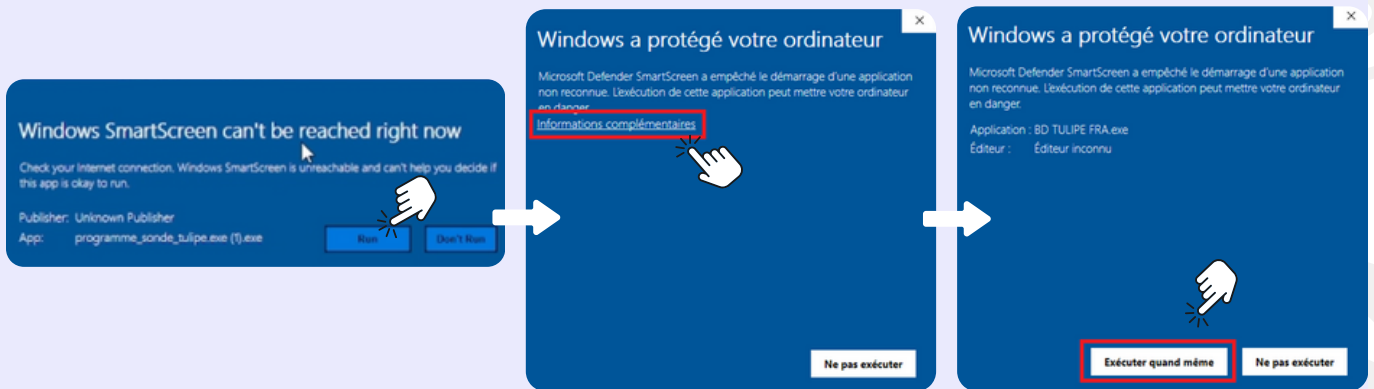 Windows SmartScreen can't be reached right now
Check your Internet connection. Windows SmartScreen is unreachable and can't help you decide if
this app is okay to run.
Publisher: Unknown Publisher
App: programme_sonde_tulipe.exe (1).exe
Run
Don't Run
Windows a protégé votre ordinateur
Microsoft Defender SmartScreen a empêché le démarrage d'une application
non reconnue. L'exécution de cette application peut mettre votre ordinateur
en danger.
Informations complémentaires
Ne pas exécuter
Windows a protégé votre ordinateur
Microsoft Defender SmartScreen a empêché le démarrage d'une application
non reconnue. L'exécution de cette application peut mettre votre ordinateur
en danger.
Application : BD TULIPE FRA.exe
Éditeur : Éditeur inconnu
Exécuter quand même
Ne pas exécuter